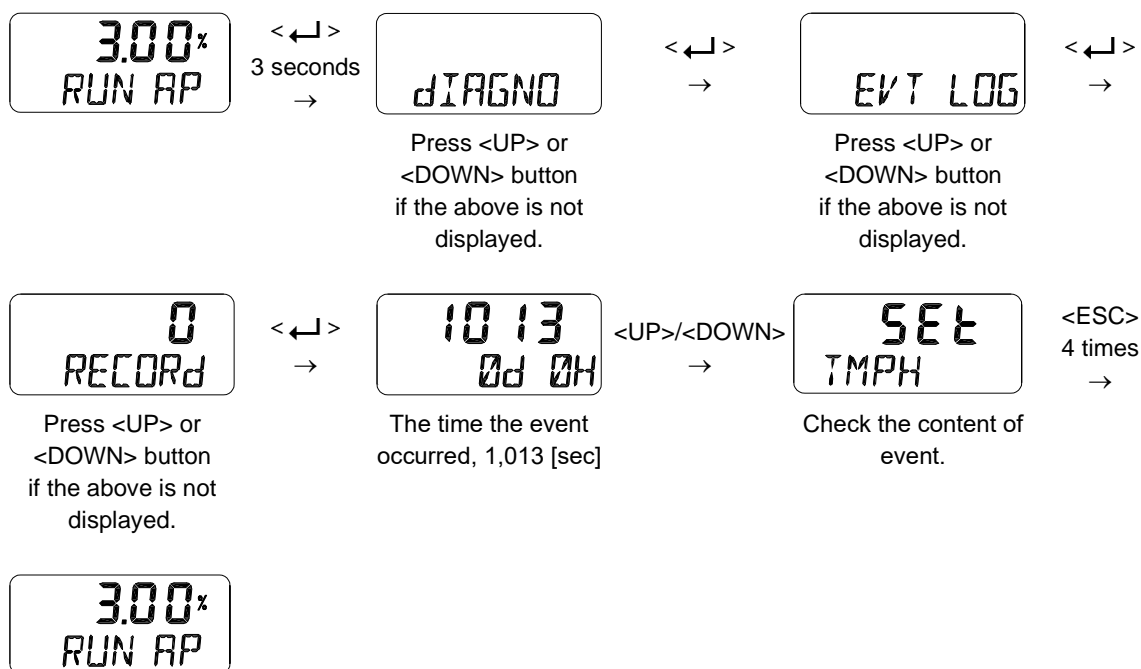 3.00%
RUN AP
< ↵ >
3 seconds
→
dIAGNO
Press <UP> or
<DOWN> button
if the above is not
displayed.
< ↵ >
→
EVT LOG
Press <UP> or
<DOWN> button
if the above is not
displayed.
< ↵ >
→
0
RECORd
Press <UP> or
<DOWN> button
if the above is not
displayed.
< ↵ >
→
1013
0d 0H
The time the event
occurred, 1,013 [sec]
<UP>/<DOWN>
→
SEt
TMPH
Check the content of
event.
<ESC>
4 times
→
3.00%
RUN AP